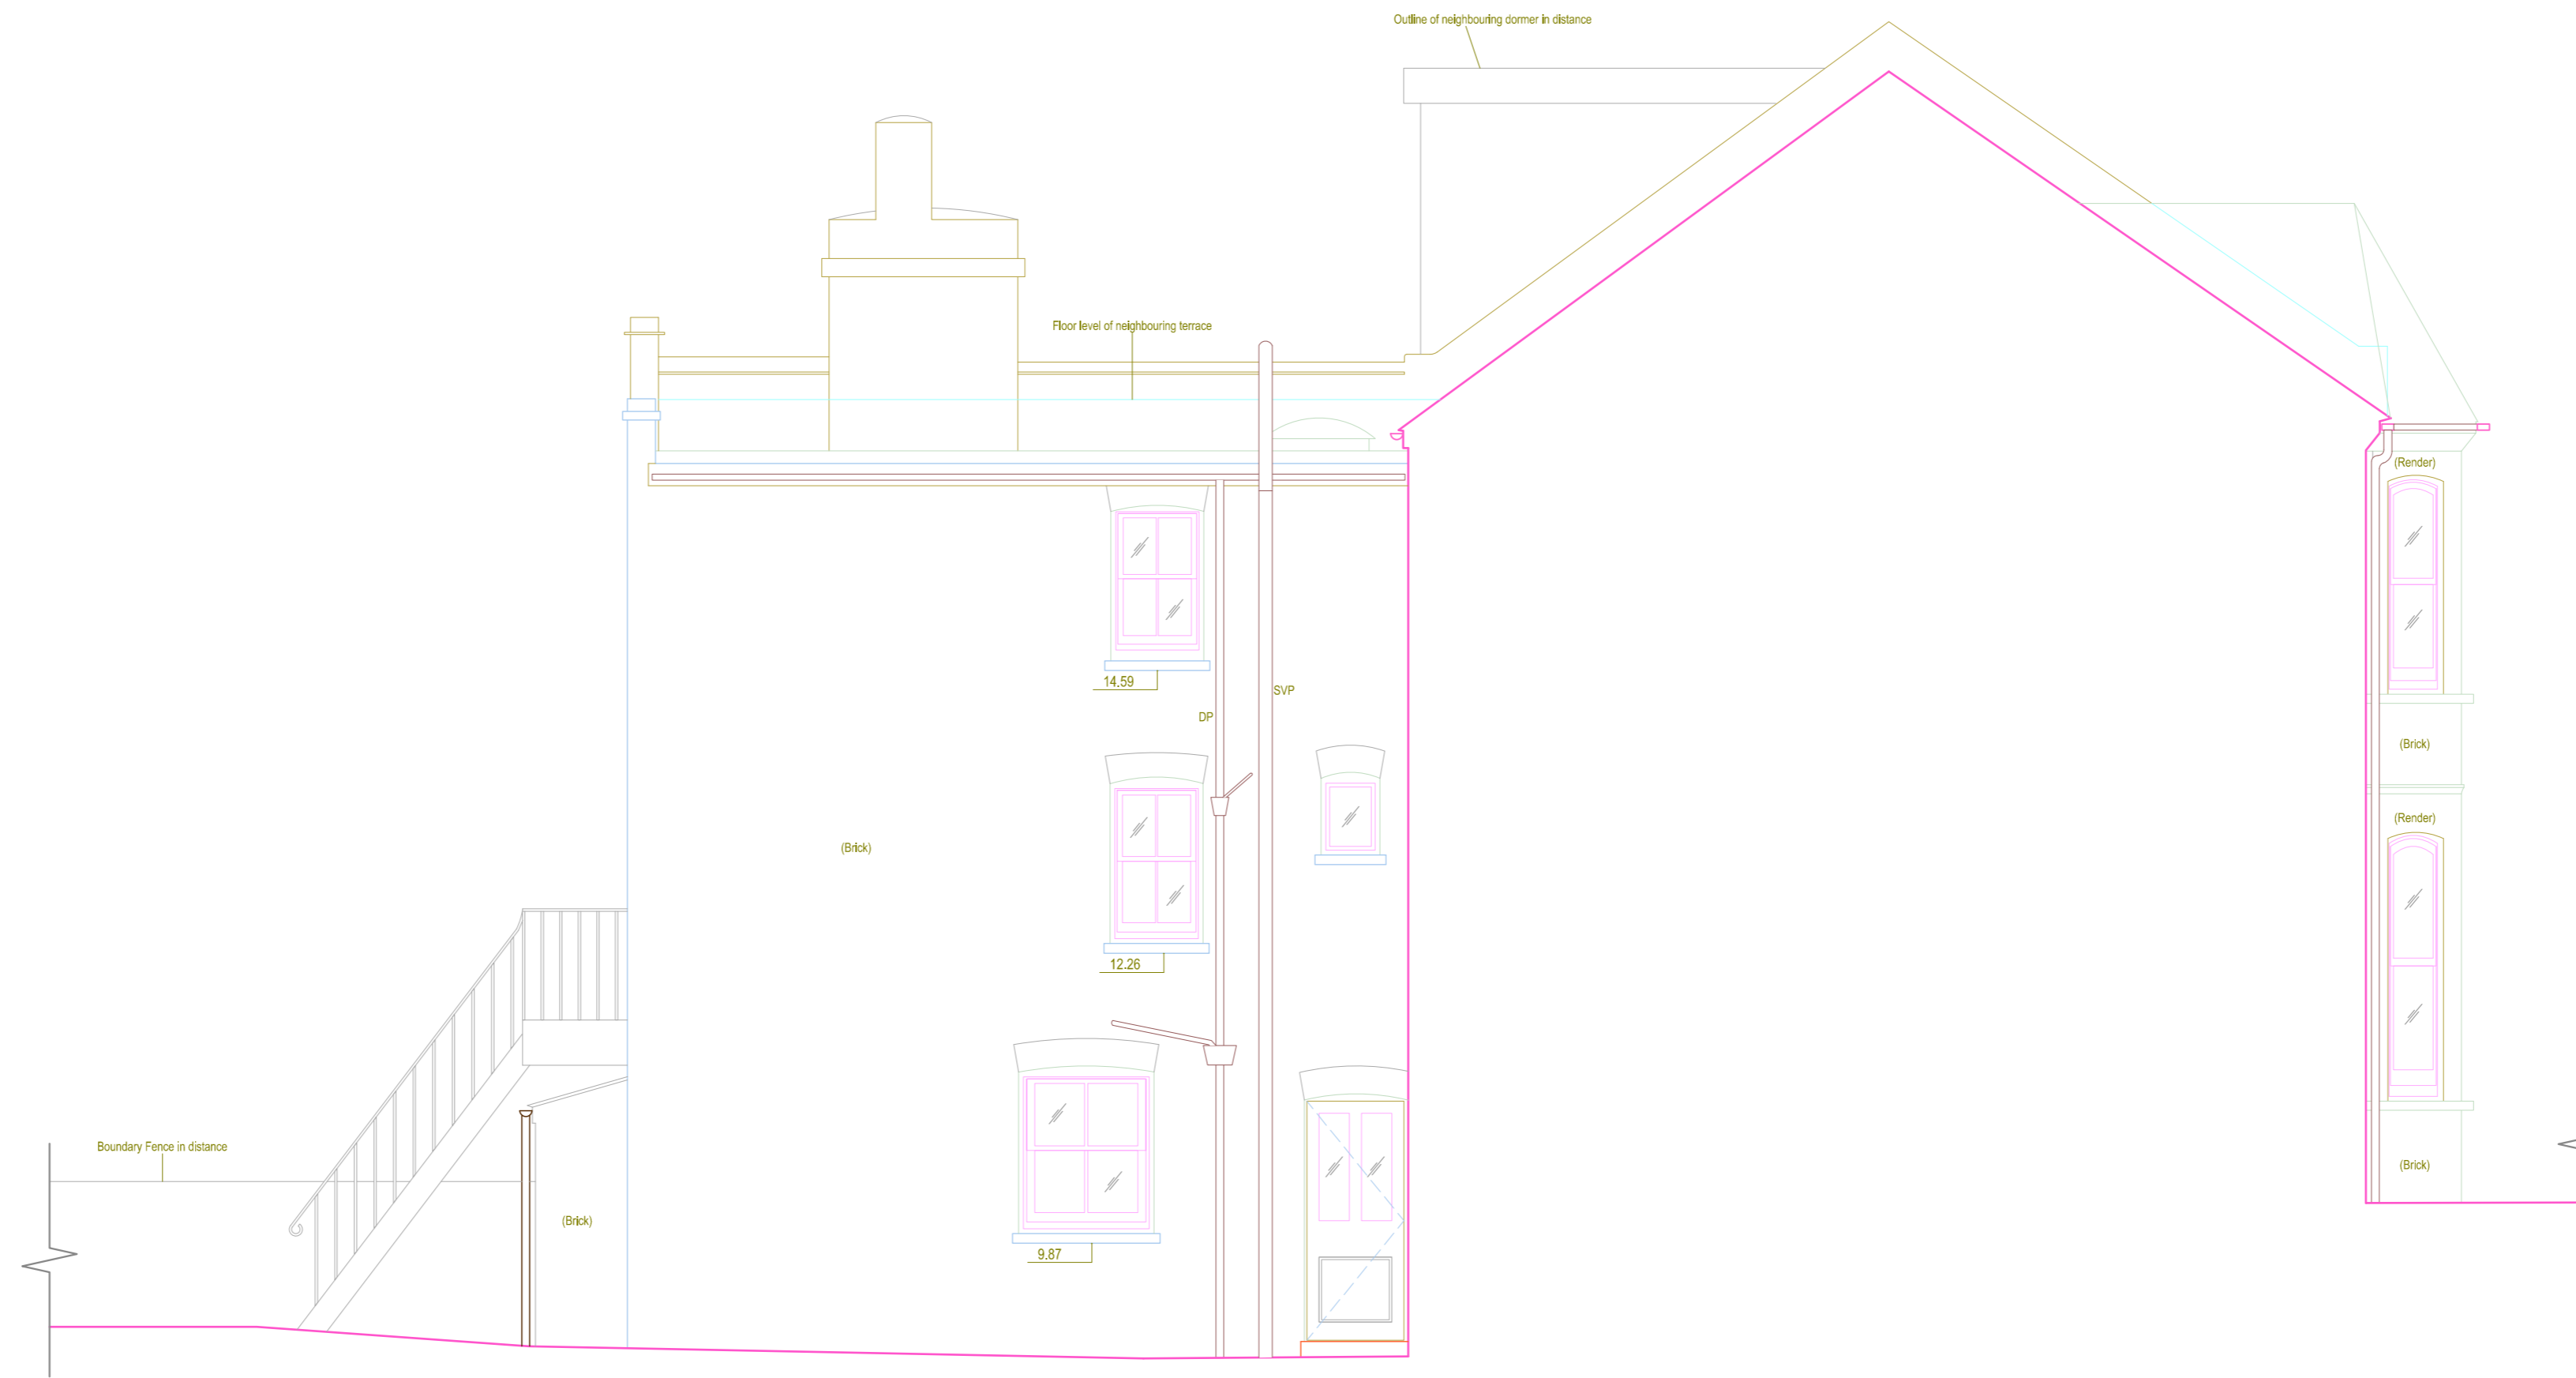 Outline of neighbouring dormer in distance
Floor level of neighbouring terrace
(Render)
14.59
SVP
DP
(Brick)
(Render)
(Brick)
12.26
Boundary Fence in distance
(Brick)
(Brick)
9.87